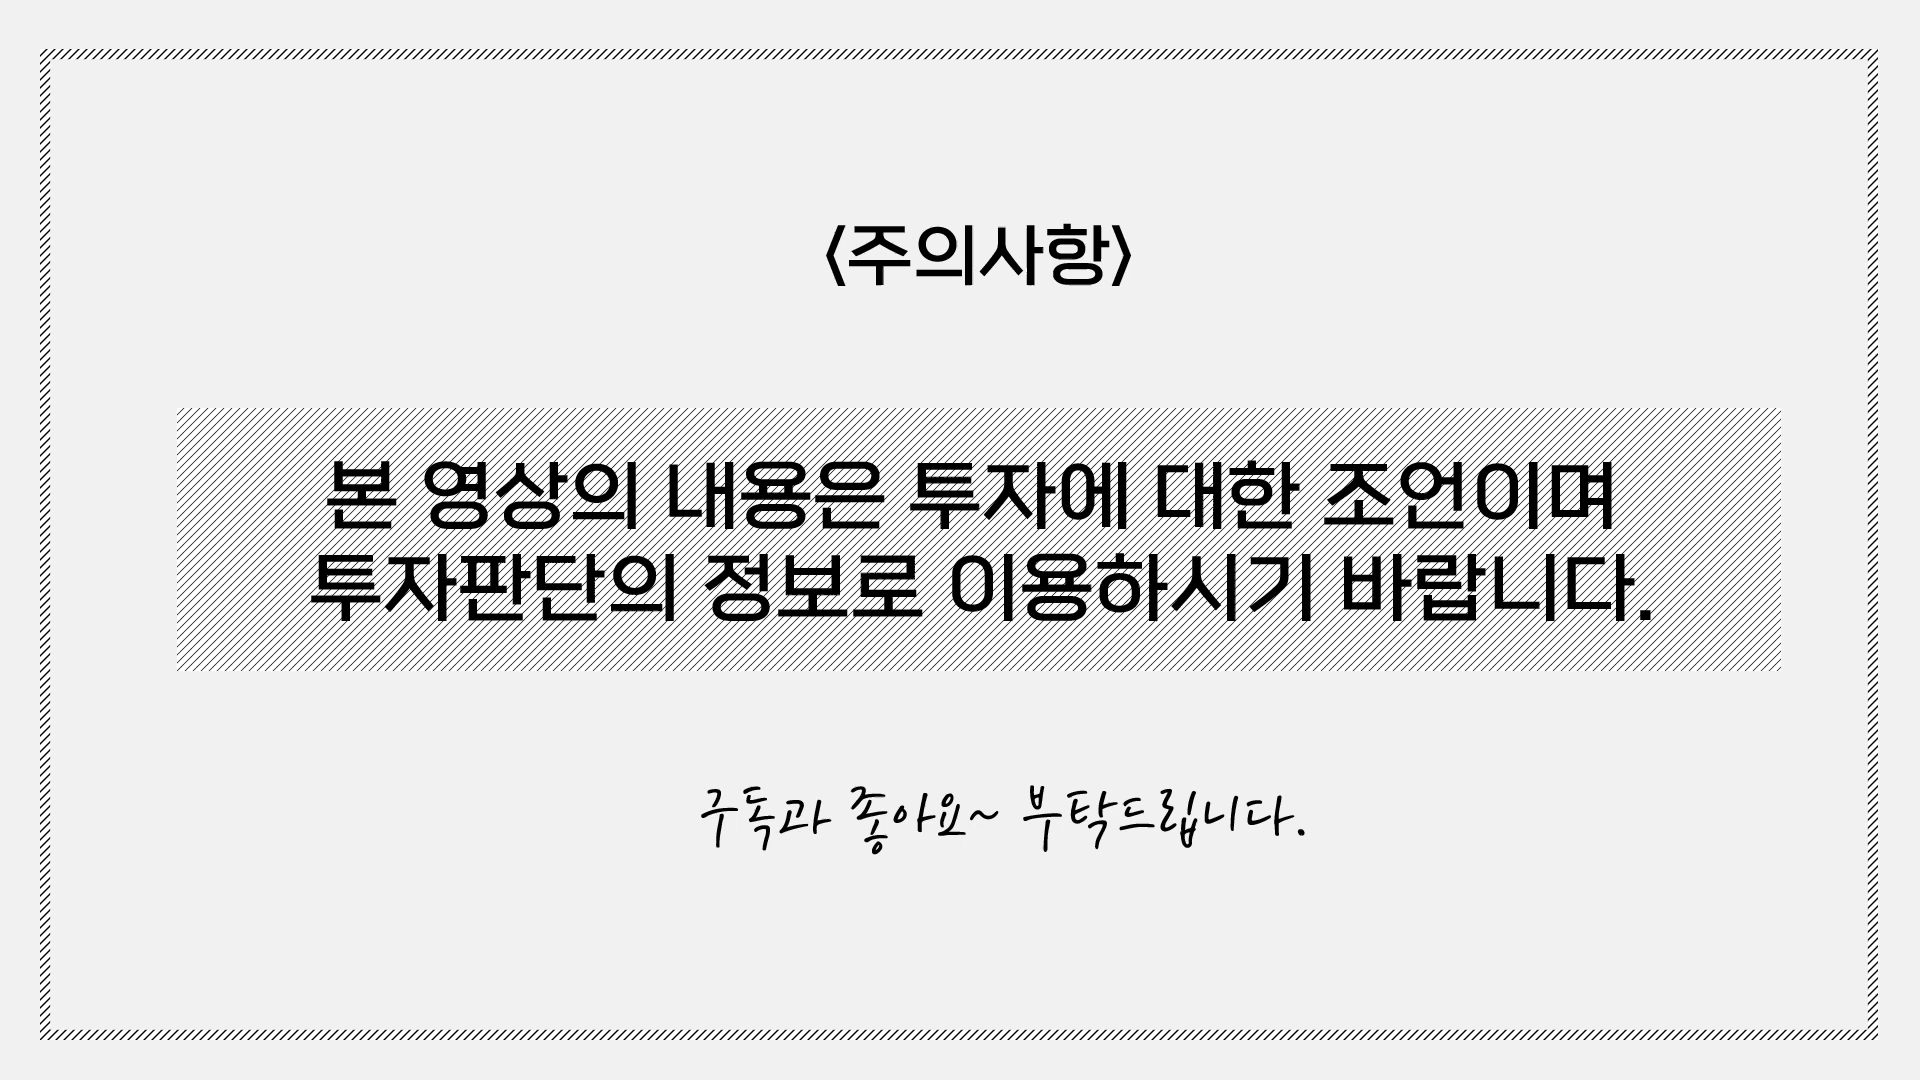 <주의사항>
본 영상의 내용은 투자에 대한 조언이며
투자판단의 정보로 이용하시기 바랍니다.
구독과 좋아요~ 부탁드립니다.